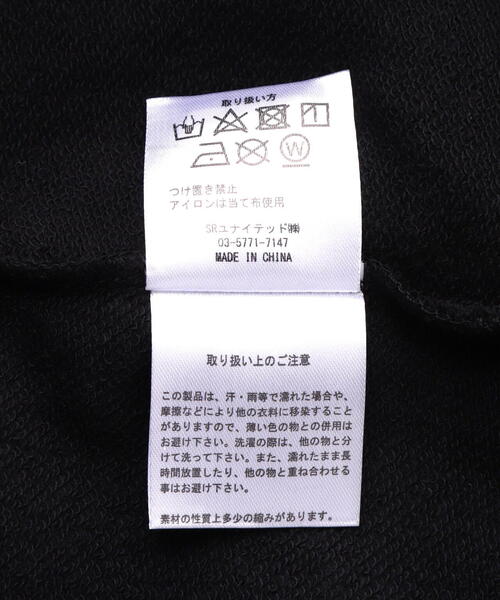 取り扱い方
W
つけ置き禁止
アイロンは当て布使用
SRユナイテッド㈱
03-5771-7147
MADE IN CHINA
取り扱い上のご注意
この製品は、汗・雨等で濡れた場合や、
摩擦などにより他の衣料に移染すること
がありますので、薄い色の物との併用は
お避け下さい。洗濯の際は、他の物と分
けて洗って下さい。また、濡れたまま長
時間放置したり、他の物と重ね合わせる
事はお避け下さい。
素材の性質上多少の縮みがあります。